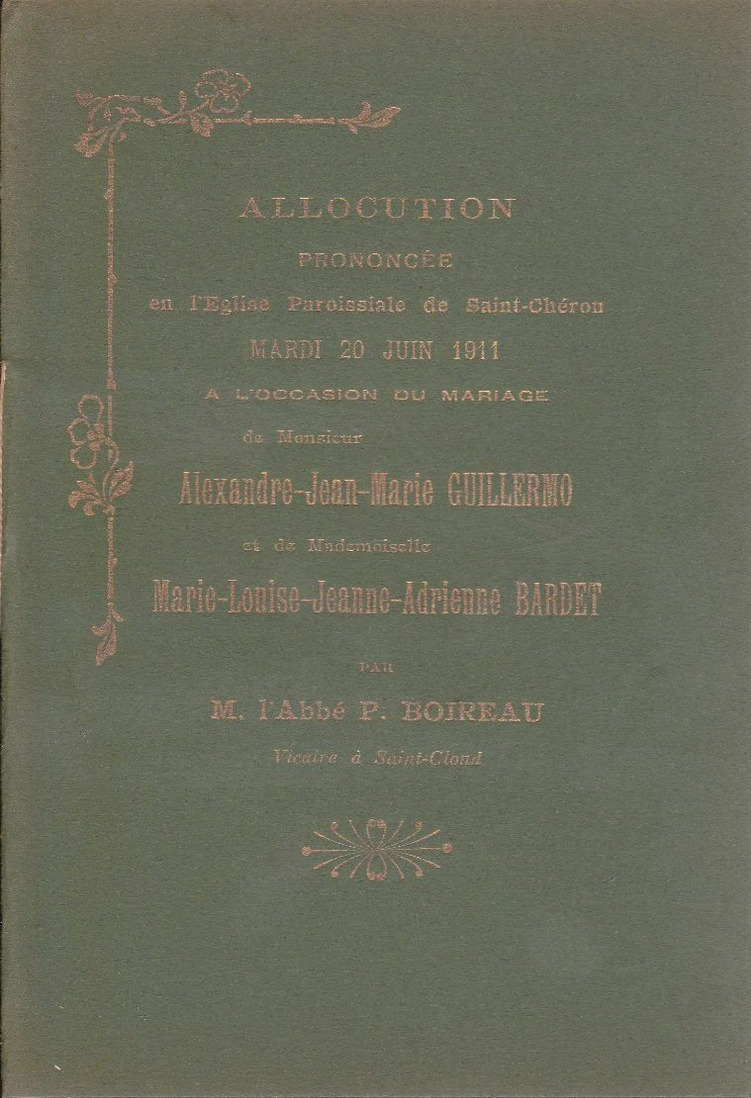 ALLOCUTION
PRONONCÉE
en l'Eglise Paroissiale de Saint-Chéron
MARDI 20 JUIN 1911
A L'OCCASION DU MARIAGE
de Monsieur
Alexandre-Jean-Marie GUILLERMO
et de Mademoiselle
Marie-Louise-Jeanne-Adrienne BARDET
PAR
M. l'Abbé P. BOIREAU
Vicaire à Saint-Cloud